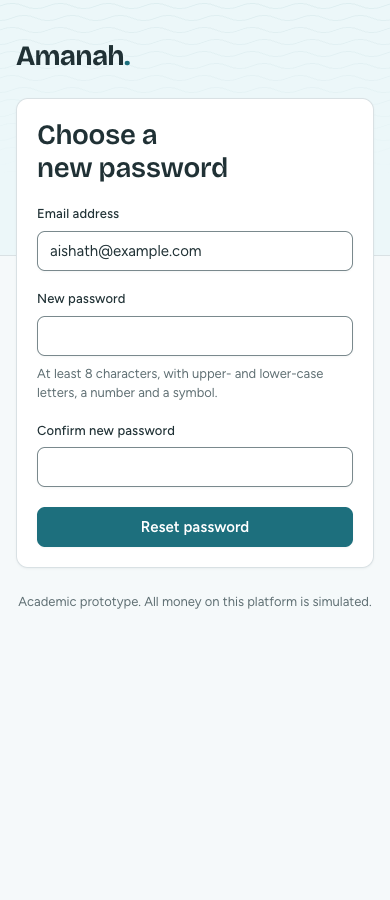 Amanah.
Choose a
new password
Email address
aishath@example.com
New password
At least 8 characters, with upper- and lower-case
letters, a number and a symbol.
Confirm new password
Reset password
Academic prototype. All money on this platform is simulated.